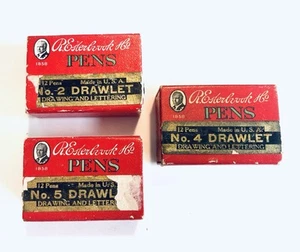 R. Esterbrook & Co's
PENS
1858
12 Pens Made in U.S.A.
No. 2 DRAWLET
DRAWING AND LETTERING
R. Esterbrook & Co's
PENS
1858
12 Pens Made in U.S.A.
No. 4 DRAWLET
DRAWING AND LETTERING
R. Esterbrook & Co's
PENS
1858
12 Pens Made in U.S.
No. 5 DRAWL
DRAWING AND LETTER